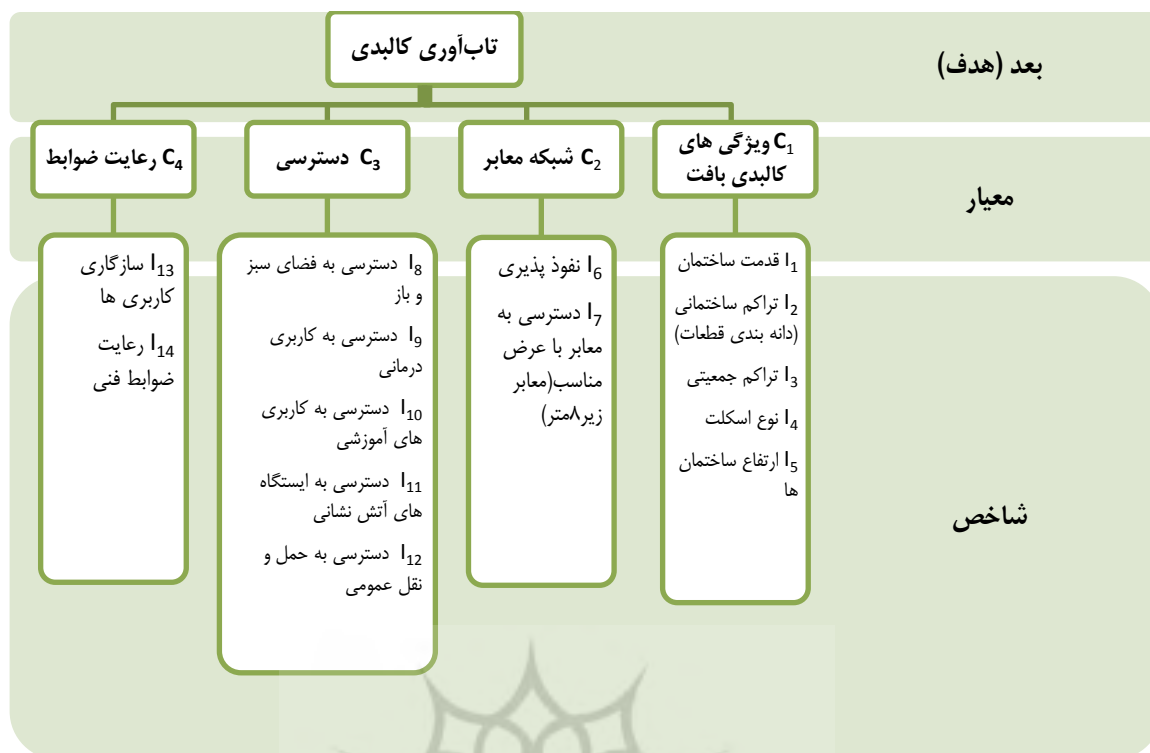 تاب‌آوری کالبدی
بعد (هدف)
C1 ویژگی های
کالبدی بافت
C2 شبکه معابر
C3 دسترسی
C4 رعایت ضوابط
معیار
I1 قدمت ساختمان
I2 تراکم ساختمانی
(دانه بندی قطعات)
I3 تراکم جمعیتی
I4 نوع اسکلت
I5 ارتفاع ساختمان
ها
I6 نفوذ پذیری
I7 دسترسی به
معابر با عرض
مناسب(معابر
زیر۸متر)
I8 دسترسی به فضای سبز
و باز
I9 دسترسی به کاربری
درمانی
I10 دسترسی به کاربری
های آموزشی
I11 دسترسی به ایستگاه
های آتش نشانی
I12 دسترسی به حمل و
نقل عمومی
I13 سازگاری
کاربری ها
I14 رعایت
ضوابط فنی
شاخص